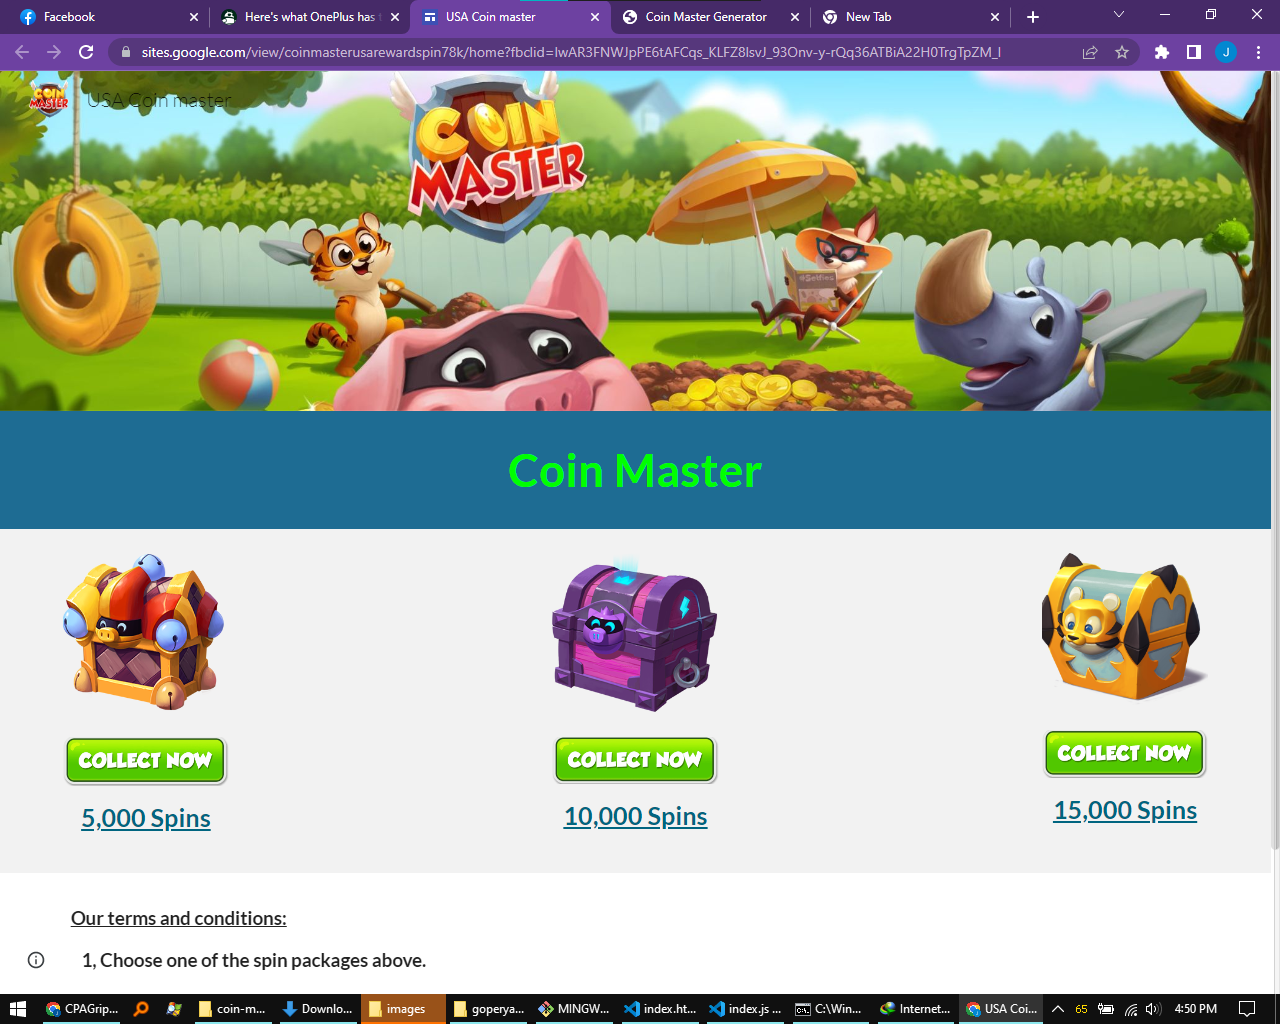 Facebook
Here's what OnePlus has
USA Coin master
Coin Master Generator
New Tab
sites.google.com/view/coinmasterusarewardspin78k/home?fbclid=IwAR3FNWJpPE6tAFCqs_KLFZ8lsvJ_93Onv-y-rQq36ATBiA22H0TrgTpZM_I
J
COIN MASTER
USA Coin master
COIN
MASTER
@Selfies
Coin Master
COLLECT NOW
COLLECT NOW
COLLECT NOW
5,000 Spins
10,000 Spins
15,000 Spins
Our terms and conditions:
1, Choose one of the spin packages above.
CPAGrip...
coin-m...
Downlo...
images
goperya...
MINGW...
index.ht...
index.js ...
C:\Win...
Internet...
USA Coi...
65
4:50 PM